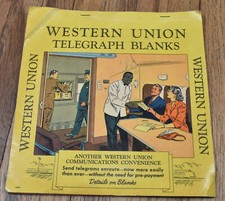 WESTERN UNION
TELEGRAPH BLANKS
WESTERN UNION
WESTERN UNION
ANOTHER WESTERN UNION
COMMUNICATIONS CONVENIENCE
Send telegrams enroute—now more easily
than ever—without the need for pre-payment
Details on Blanks